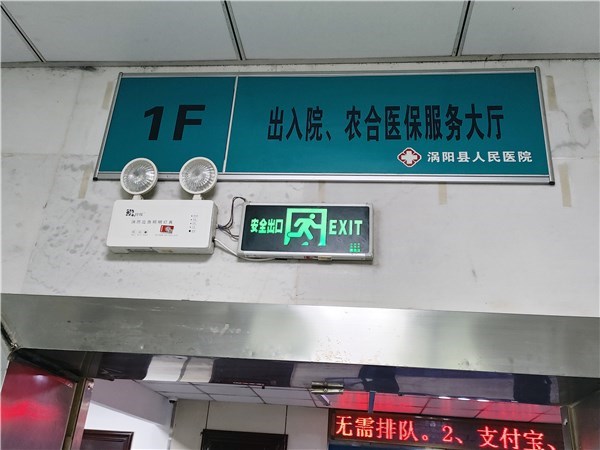 1F
出入院、农合医保服务大厅
涡阳县人民医院
安全出口 EXIT
无需排队。2、支付宝、